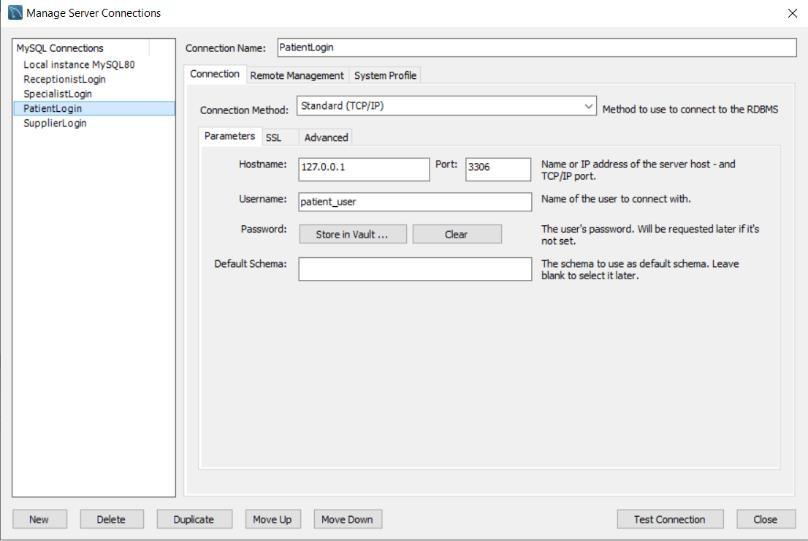 Manage Server Connections
MySQL Connections
Local instance MySQL80
ReceptionistLogin
SpecialistLogin
PatientLogin
SupplierLogin
Connection Name: PatientLogin
Connection Remote Management System Profile
Connection Method: Standard (TCP/IP) Method to use to connect to the RDBMS
Parameters SSL Advanced
Hostname: 127.0.0.1 Port: 3306 Name or IP address of the server host - and
TCP/IP port.
Username: patient_user Name of the user to connect with.
Password: Store in Vault ... Clear The user's password. Will be requested later if it's
not set.
Default Schema: The schema to use as default schema. Leave
blank to select it later.
New Delete Duplicate Move Up Move Down Test Connection Close